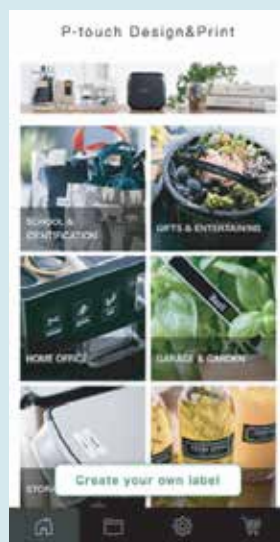 P-touch Design&Print
SCHOOL &
IDENTIFICATION
GIFTS & ENTERTAINING
HOME OFFICE
GARAGE & GARDEN
Create your own label